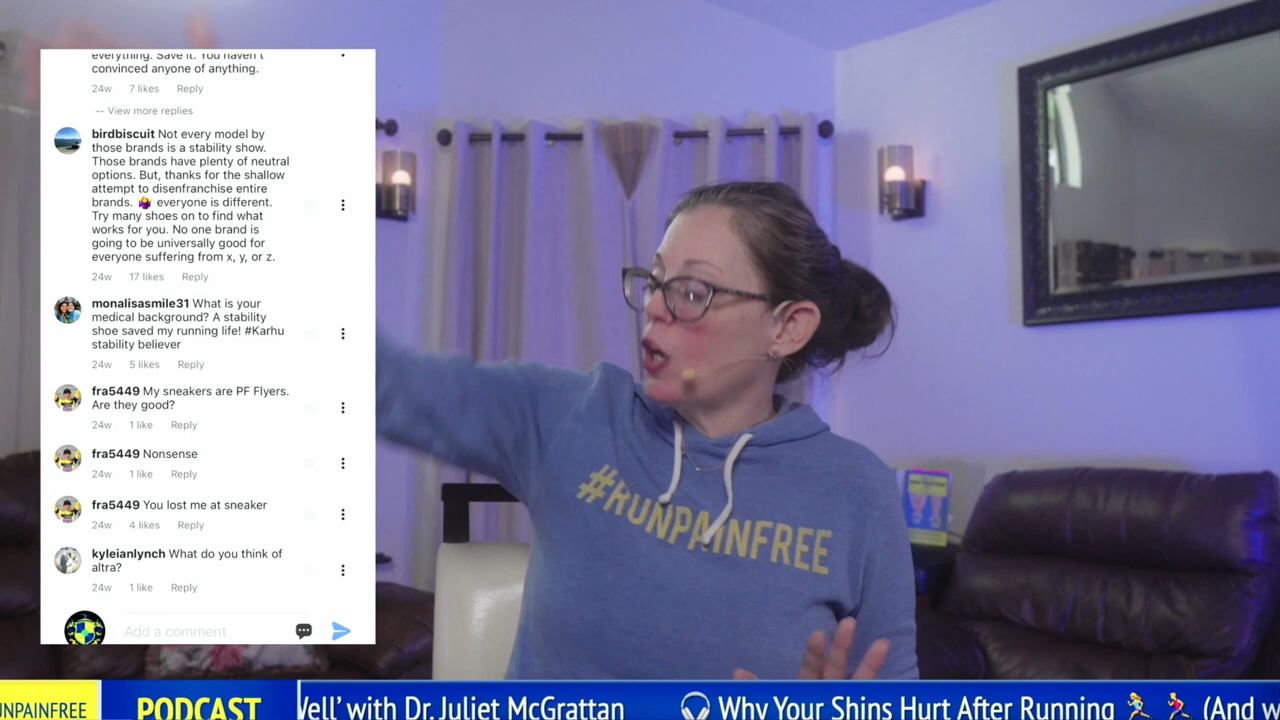 everything. Save it. You haven't
convinced anyone of anything.
24w 7 likes Reply
-- View more replies
birdbiscuit Not every model by
those brands is a stability show.
Those brands have plenty of neutral
options. But, thanks for the shallow
attempt to disenfranchise entire
brands. 🤷‍♀️ everyone is different.
Try many shoes on to find what
works for you. No one brand is
going to be universally good for
everyone suffering from x, y, or z.
24w 17 likes Reply
monalisasmile31 What is your
medical background? A stability
shoe saved my running life! #Karhu
stability believer
24w 5 likes Reply
fra5449 My sneakers are PF Flyers.
Are they good?
24w 1 like Reply
fra5449 Nonsense
24w 1 like Reply
fra5449 You lost me at sneaker
24w 4 likes Reply
kyleianlynch What do you think of
altra?
24w 1 like Reply
Add a comment
#RUNPAINFREE
UNPAINFREE PODCAST Well' with Dr. Juliet McGrattan 🎧 Why Your Shins Hurt After Running 🏃‍♂️ 🏃‍♀️ (And w